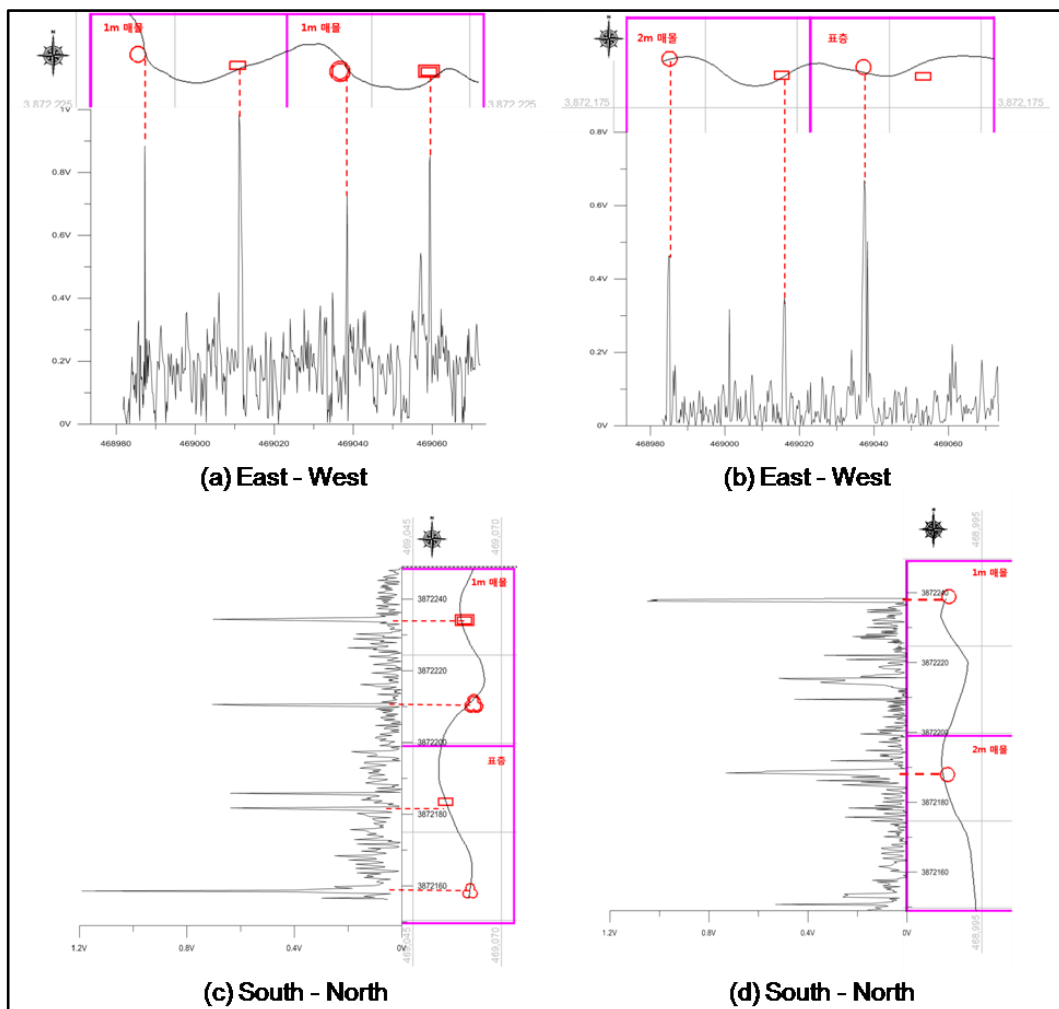 N
1m 매몰
1m 매몰
3,872,225
3,872,225
1V
0.8V
0.6V
0.4V
0.2V
0V
468980
469000
469020
469040
469060
(a) East - West
N
2m 매몰
표층
3,872,175
3,872,175
0.8V
0.6V
0.4V
0.2V
0V
468980
469000
469020
469040
469060
(b) East - West
N
469,045
469,070
1m 매몰
3872240
3872220
3872200
표층
3872180
3872160
469,045
469,070
1.2V
0.8V
0.4V
0V
(c) South - North
N
468,995
1m 매몰
3872240
3872220
3872200
2m 매몰
3872180
3872160
468,995
1.2V
0.8V
0.4V
0V
(d) South - North